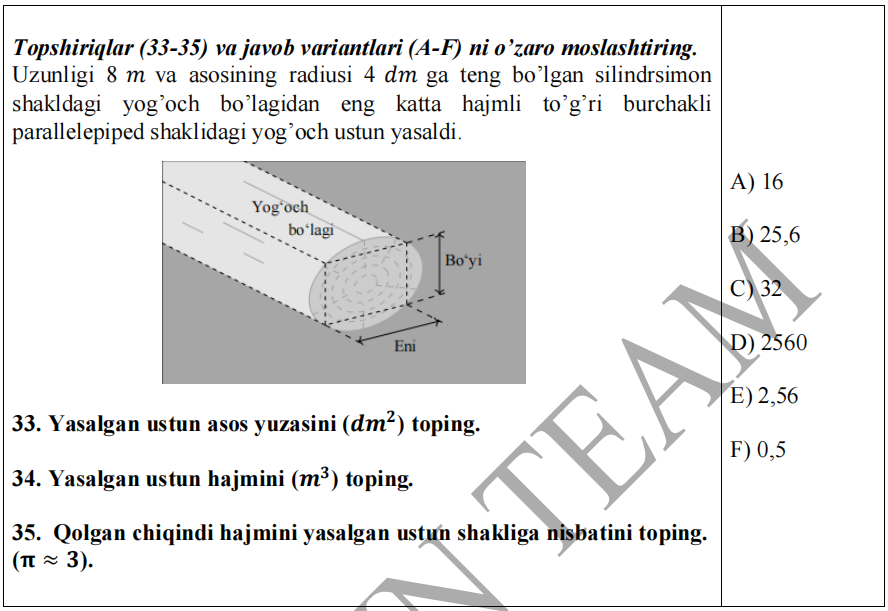 Topshiriqlar (33-35) va javob variantlari (A-F) ni o’zaro moslashtiring.
Uzunligi 8 m va asosining radiusi 4 dm ga teng bo’lgan silindrsimon
shakldagi yog’och bo’lagidan eng katta hajmli to’g’ri burchakli
parallelepiped shaklidagi yog’och ustun yasaldi.
Yog‘och
bo‘lagi
Bo‘yi
Eni
33. Yasalgan ustun asos yuzasini (dm²) toping.
34. Yasalgan ustun hajmini (m³) toping.
35. Qolgan chiqindi hajmini yasalgan ustun shakliga nisbatini toping.
(π ≈ 3).
A) 16
B) 25,6
C) 32
D) 2560
E) 2,56
F) 0,5
N TEAM